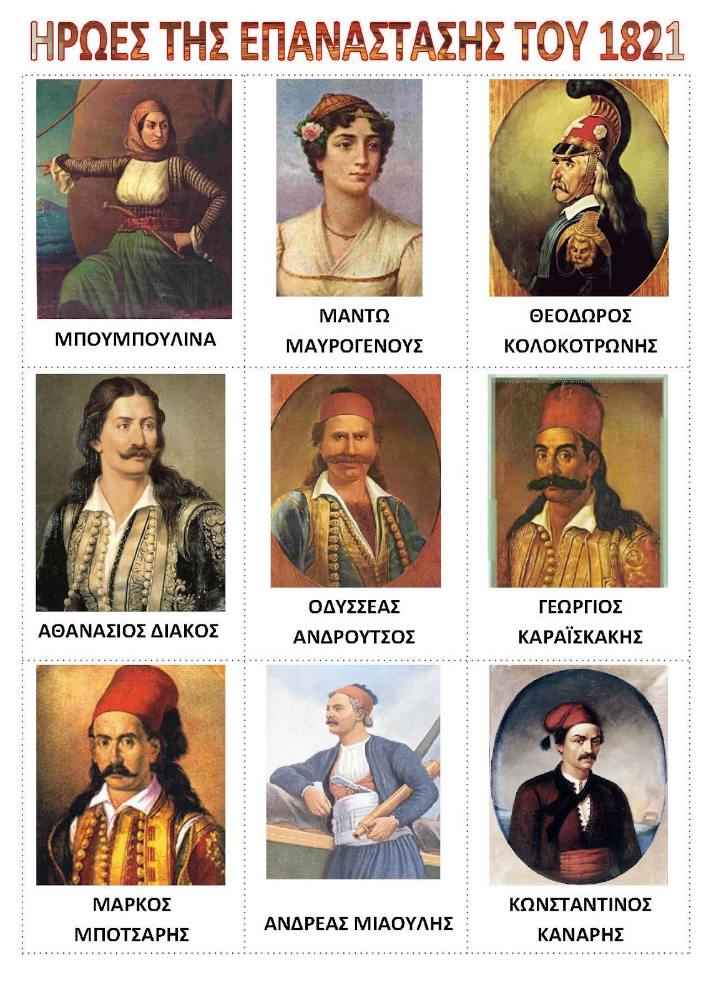 ΗΡΩΕΣ ΤΗΣ ΕΠΑΝΑΣΤΑΣΗΣ ΤΟΥ 1821
ΜΠΟΥΜΠΟΥΛΙΝΑ
ΜΑΝΤΩ
ΜΑΥΡΟΓΕΝΟΥΣ
ΘΕΟΔΩΡΟΣ
ΚΟΛΟΚΟΤΡΩΝΗΣ
ΑΘΑΝΑΣΙΟΣ ΔΙΑΚΟΣ
ΟΔΥΣΣΕΑΣ
ΑΝΔΡΟΥΤΣΟΣ
ΓΕΩΡΓΙΟΣ
ΚΑΡΑΪΣΚΑΚΗΣ
ΜΑΡΚΟΣ
ΜΠΟΤΣΑΡΗΣ
ΑΝΔΡΕΑΣ ΜΙΑΟΥΛΗΣ
ΚΩΝΣΤΑΝΤΙΝΟΣ
ΚΑΝΑΡΗΣ